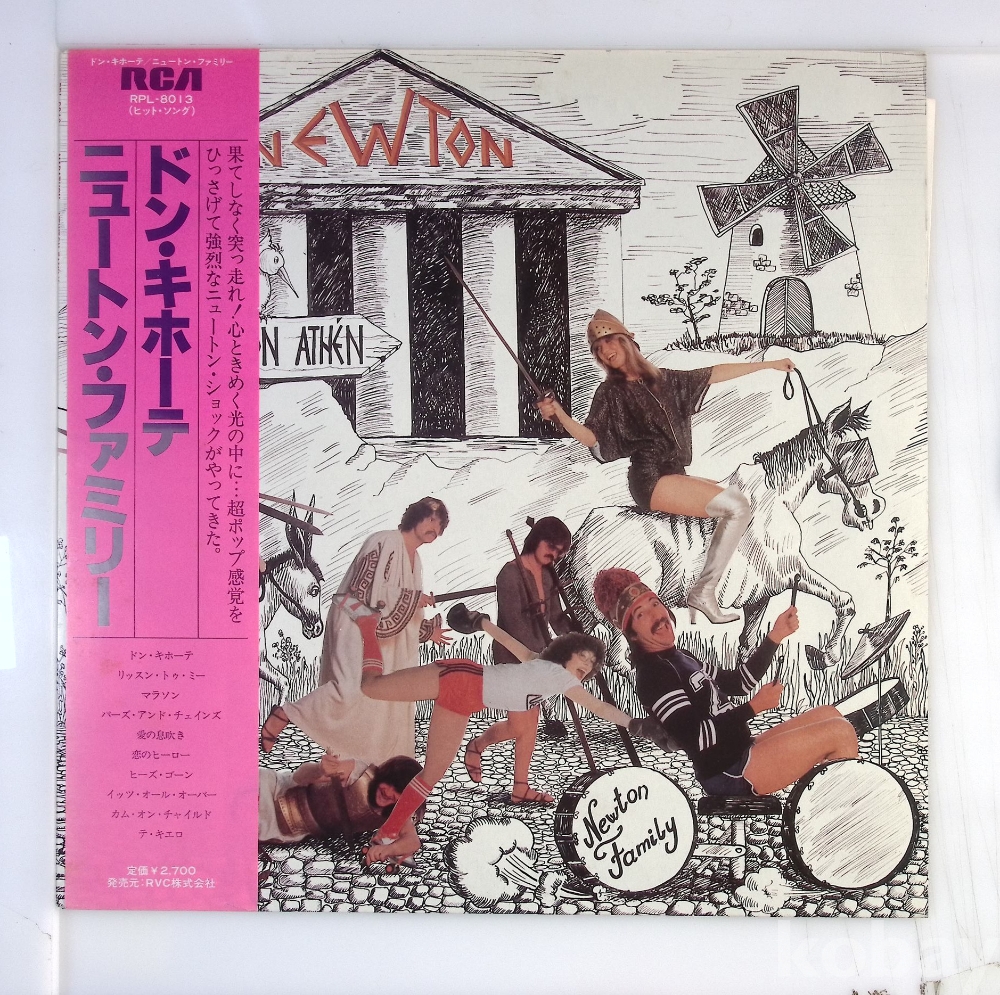 ドン・キホーテ/ニュートン・ファミリー
RCA
RPL-8013
(ヒット・ソング)
果てしなく突っ走れ!心ときめく光の中に…超ポップ感覚を
ひっさげて強烈なニュートン・ショックがやってきた。
ドン・キホーテ
ニュートン・ファミリー
ドン・キホーテ
リッスン・トゥ・ミー
マラソン
バーズ・アンド・チェインズ
愛の息吹き
恋のヒーロー
ヒーズ・ゴーン
イッツ・オール・オーバー
カム・オン・チャイルド
テ・キエロ
定価¥2,700
発売元:RVC株式会社
NEWTON
N ATHÉN
2
Newton
Family
kobay